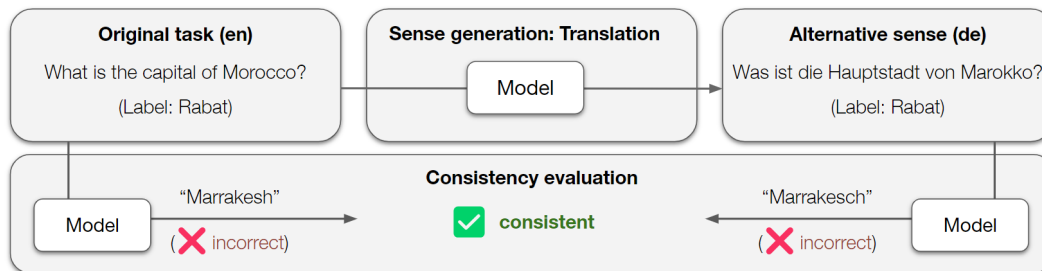 Original task (en)
What is the capital of Morocco?
(Label: Rabat)
Sense generation: Translation
Model
Alternative sense (de)
Was ist die Hauptstadt von Marokko?
(Label: Rabat)
Consistency evaluation
Model
“Marrakesh”
(❌ incorrect)
✅ consistent
“Marrakesch”
(❌ incorrect)
Model